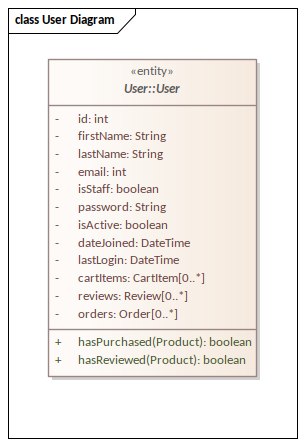 class User Diagram
«entity»
User::User
- id: int
- firstName: String
- lastName: String
- email: int
- isStaff: boolean
- password: String
- isActive: boolean
- dateJoined: DateTime
- lastLogin: DateTime
- cartItems: CartItem[0..*]
- reviews: Review[0..*]
- orders: Order[0..*]
+ hasPurchased(Product): boolean
+ hasReviewed(Product): boolean